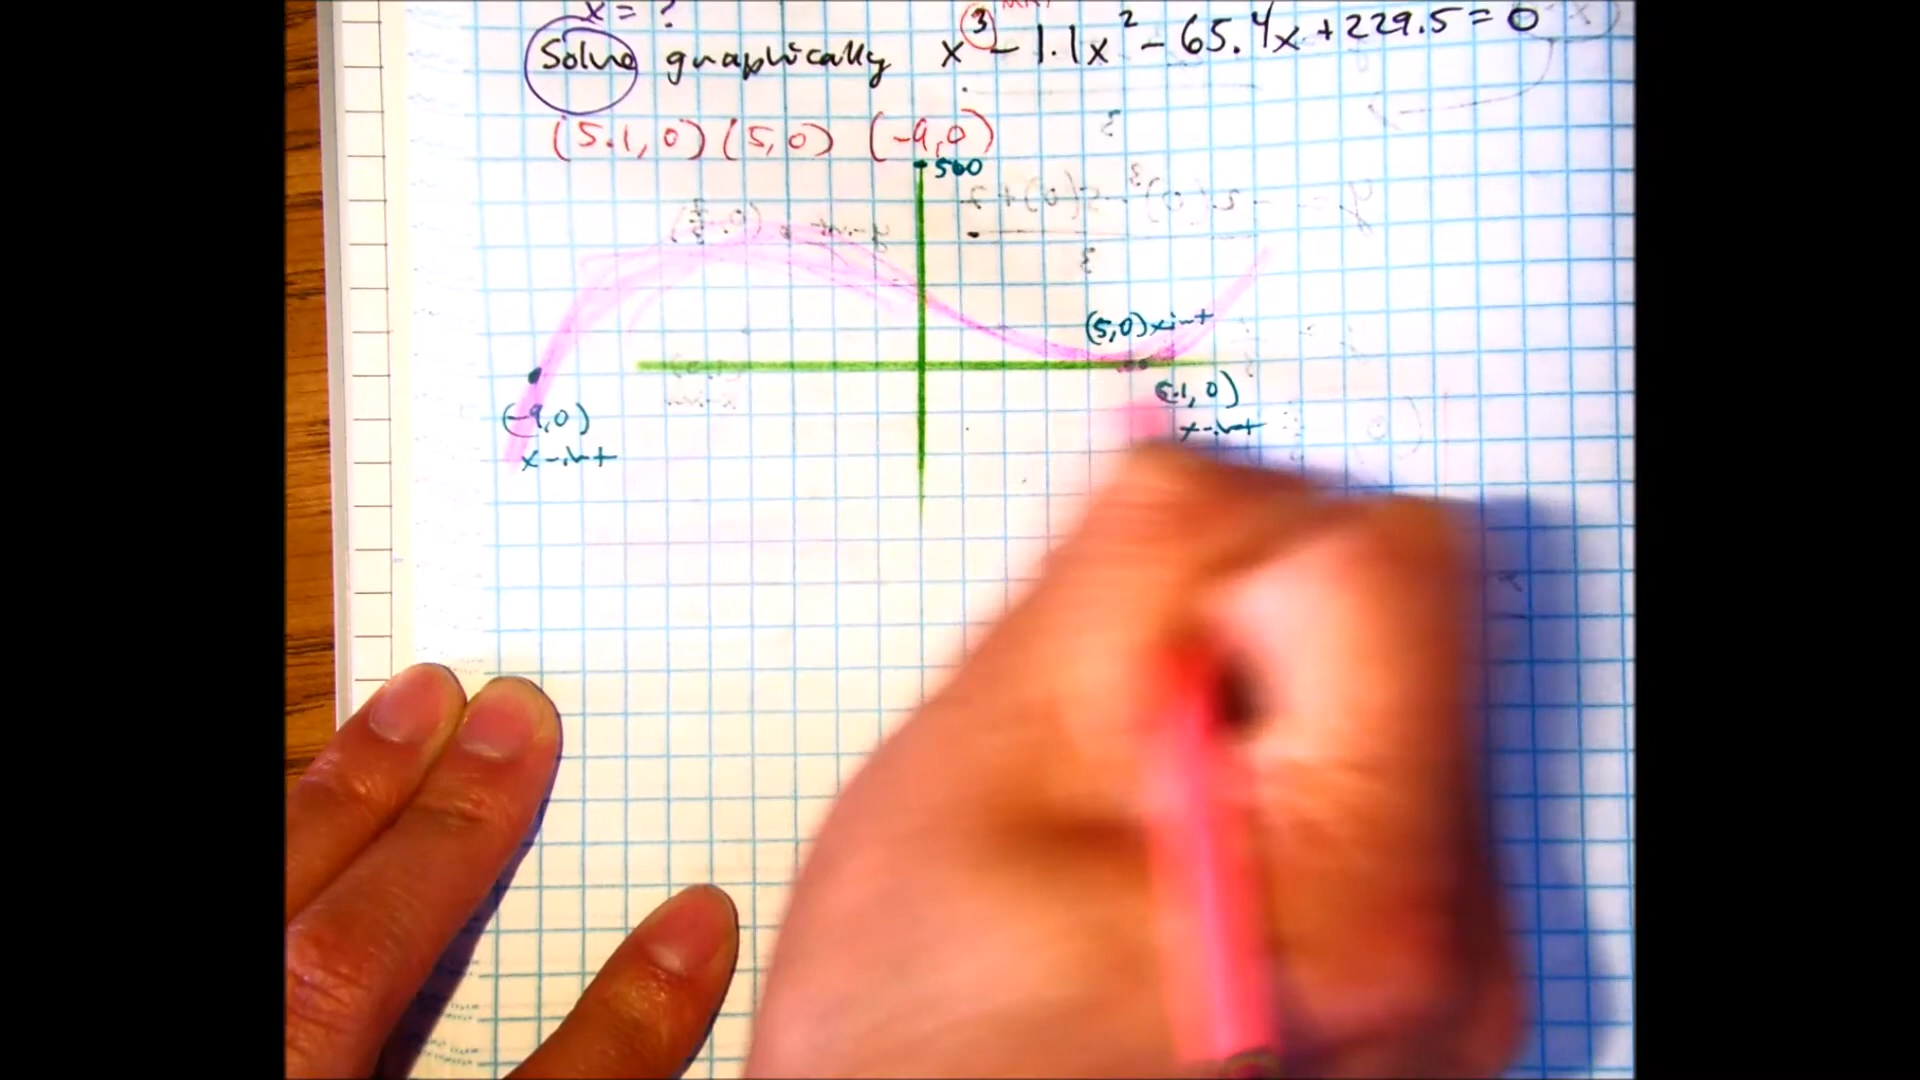 x = ?
Solve graphically x³ - 1.1x² - 65.4x + 229.5 = 0
(5.1, 0) (5, 0) (-9, 0)
500
(5,0) x int
(5.1, 0)
x-int
(-9,0)
x-int